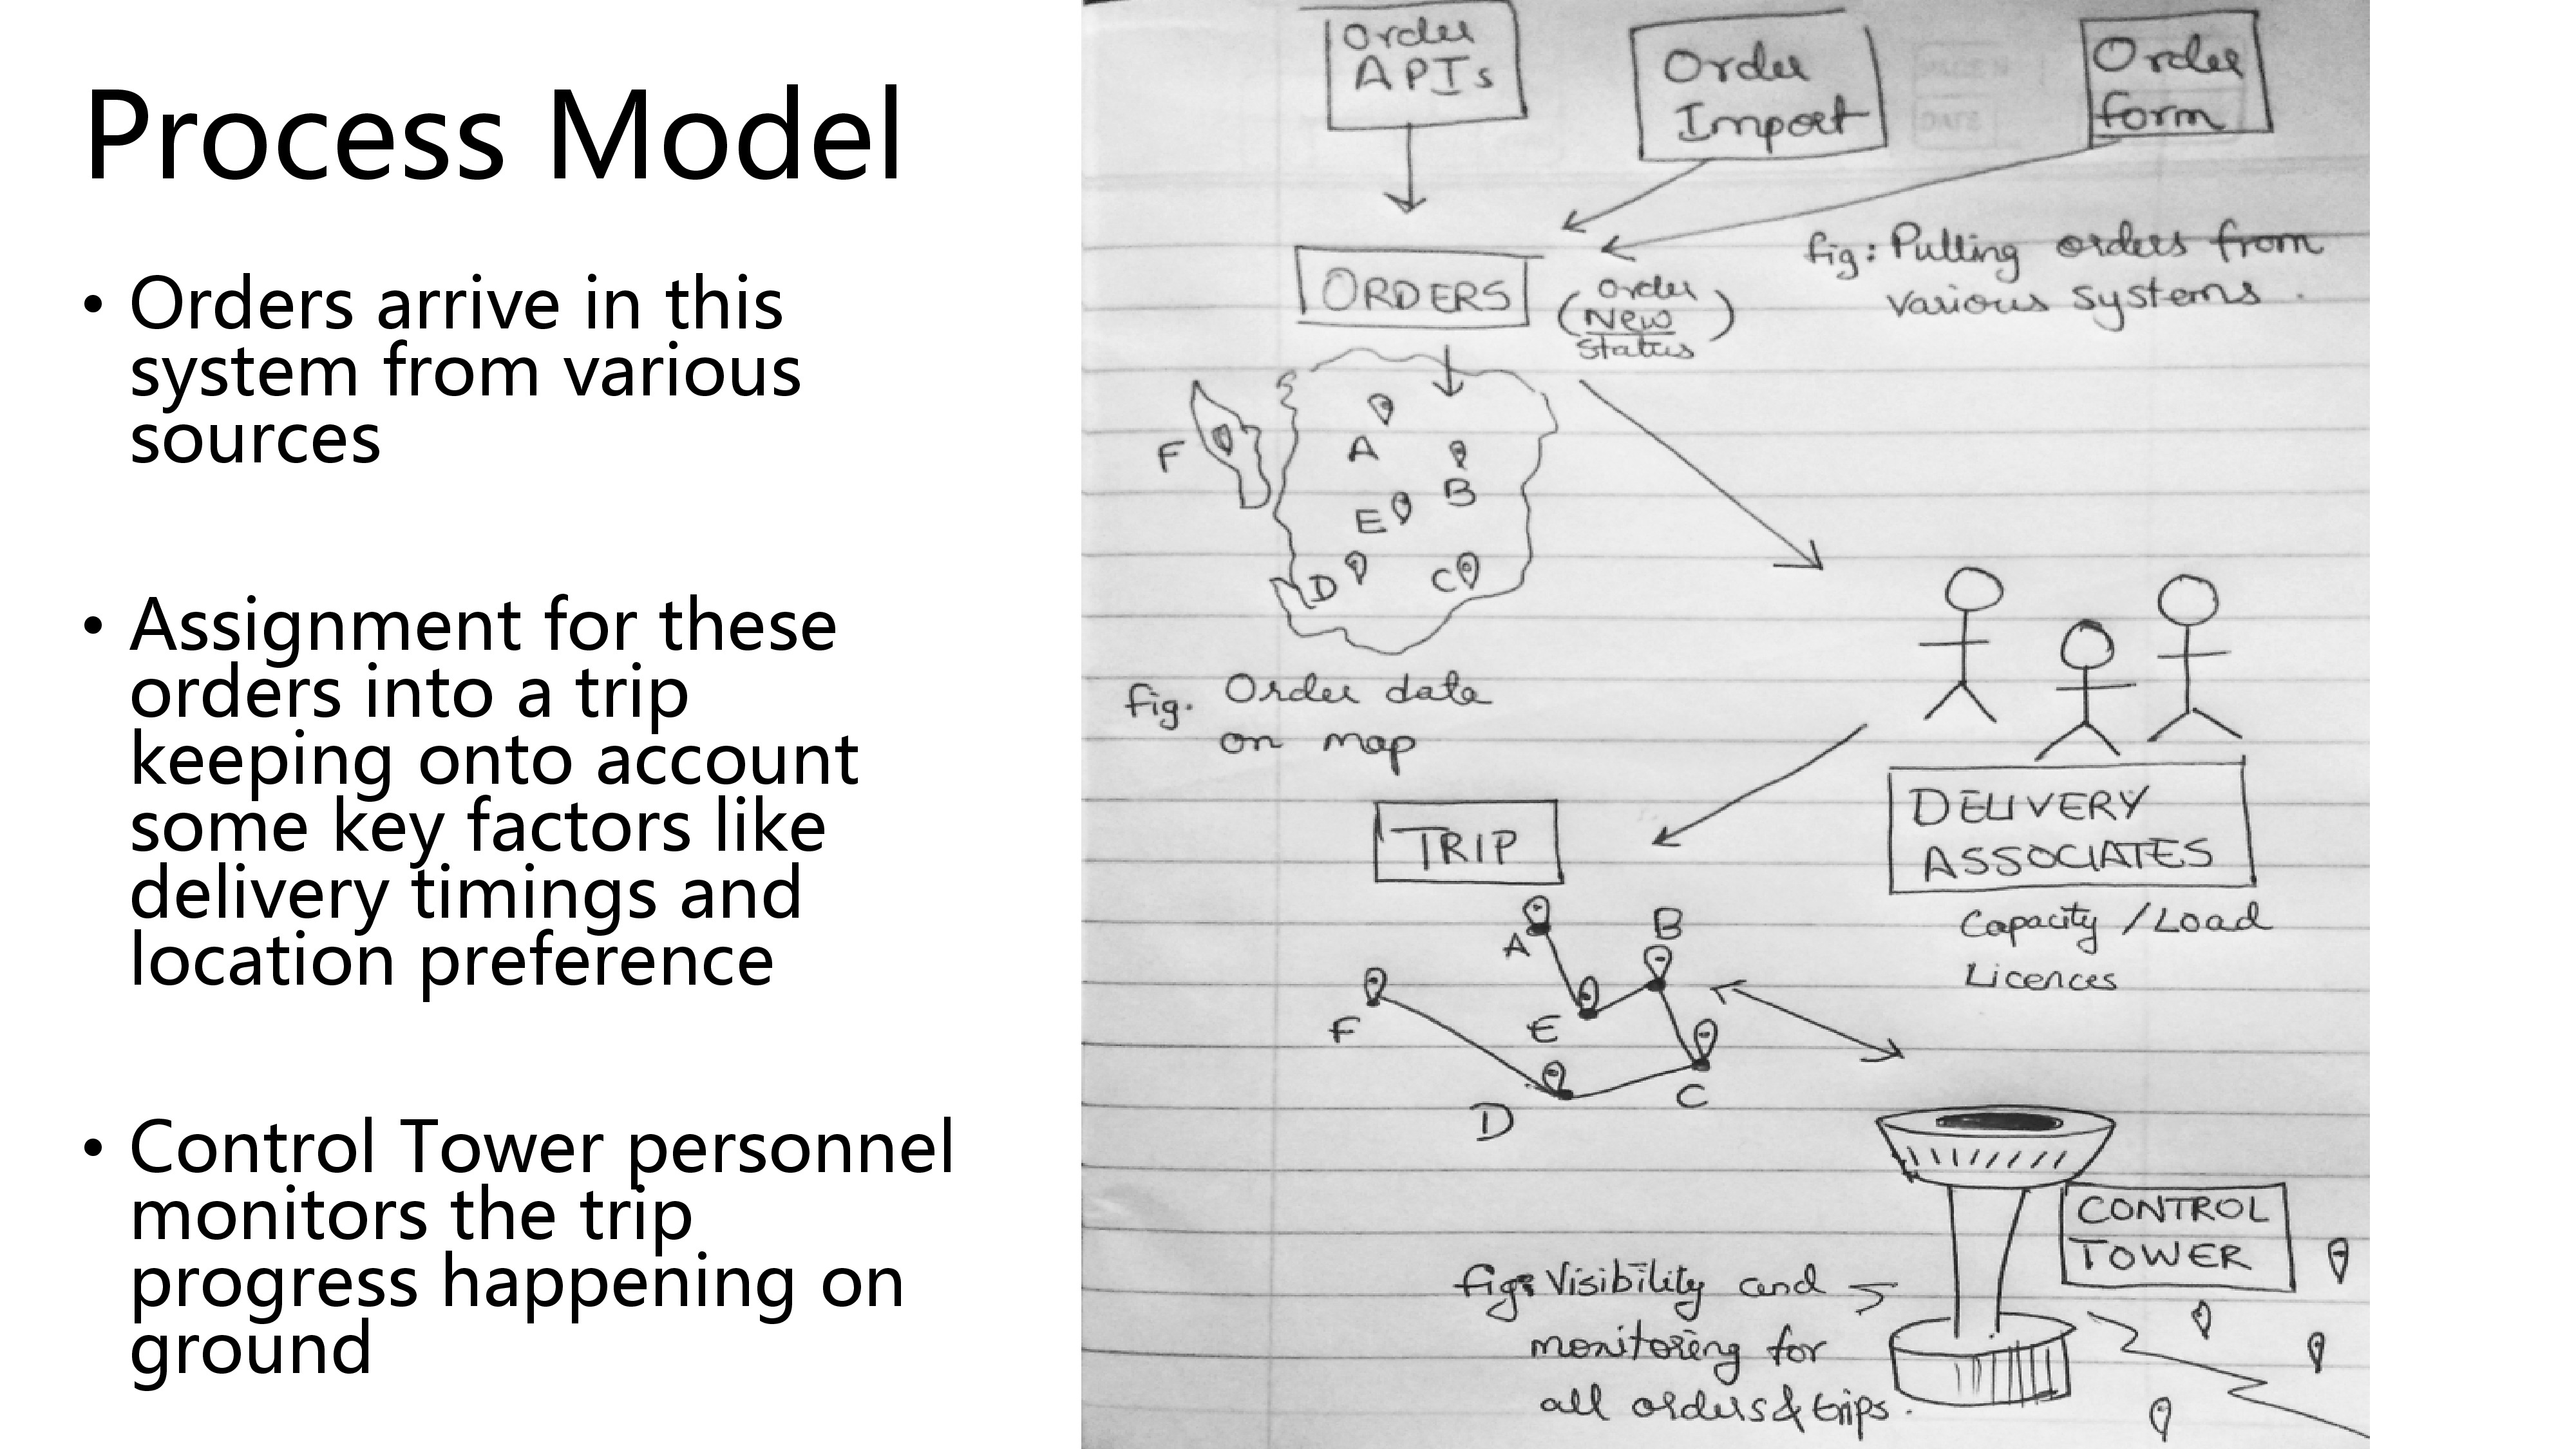 Process Model
• Orders arrive in this
system from various
sources
• Assignment for these
orders into a trip
keeping onto account
some key factors like
delivery timings and
location preference
• Control Tower personnel
monitors the trip
progress happening on
ground
Order
APIs
Order
Import
Order
form
fig: Pulling orders from
various systems.
ORDERS
(Order
New
Status)
F
A
B
E
D
C
fig. Order data
on map
DELIVERY
ASSOCIATES
Capacity / Load
Licences
TRIP
A
B
F
E
C
D
CONTROL
TOWER
fig: Visibility and
monitoring for
all orders & trips.